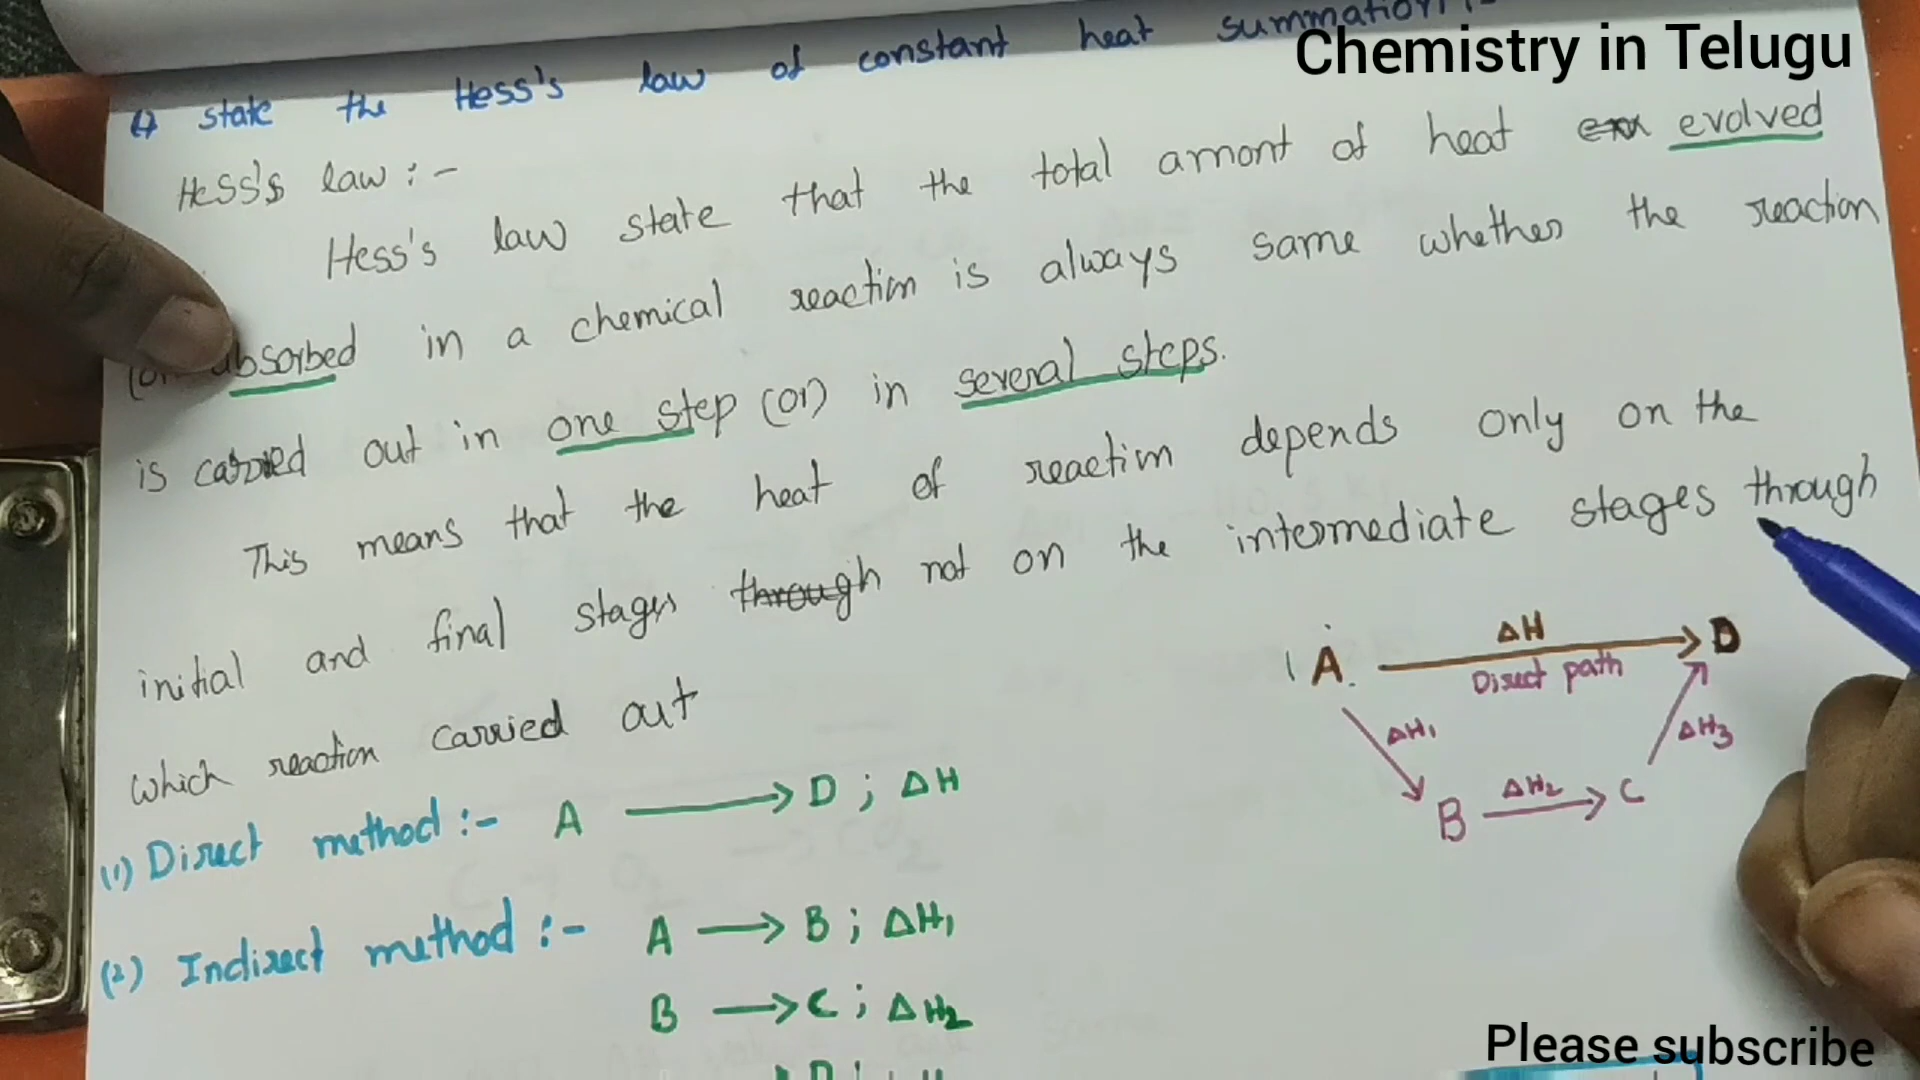 1) state the Hess's law of constant heat summation:-
Chemistry in Telugu
Hess's law :-
Hess's law state that the total amont of heat evolved
(or absorbed in a chemical reaction is always same whether the reaction
is carried out in one step (or) in several steps.
This means that the heat of reaction depends only on the
initial and final stages through not on the intermediate stages through
which reaction carried out
A ΔH D
Direct path
ΔH1 ΔH3
B ΔH2 C
(1) Direct method :- A → D ; ΔH
(2) Indirect method :- A → B ; ΔH1
B → C ; ΔH2
Please subscribe